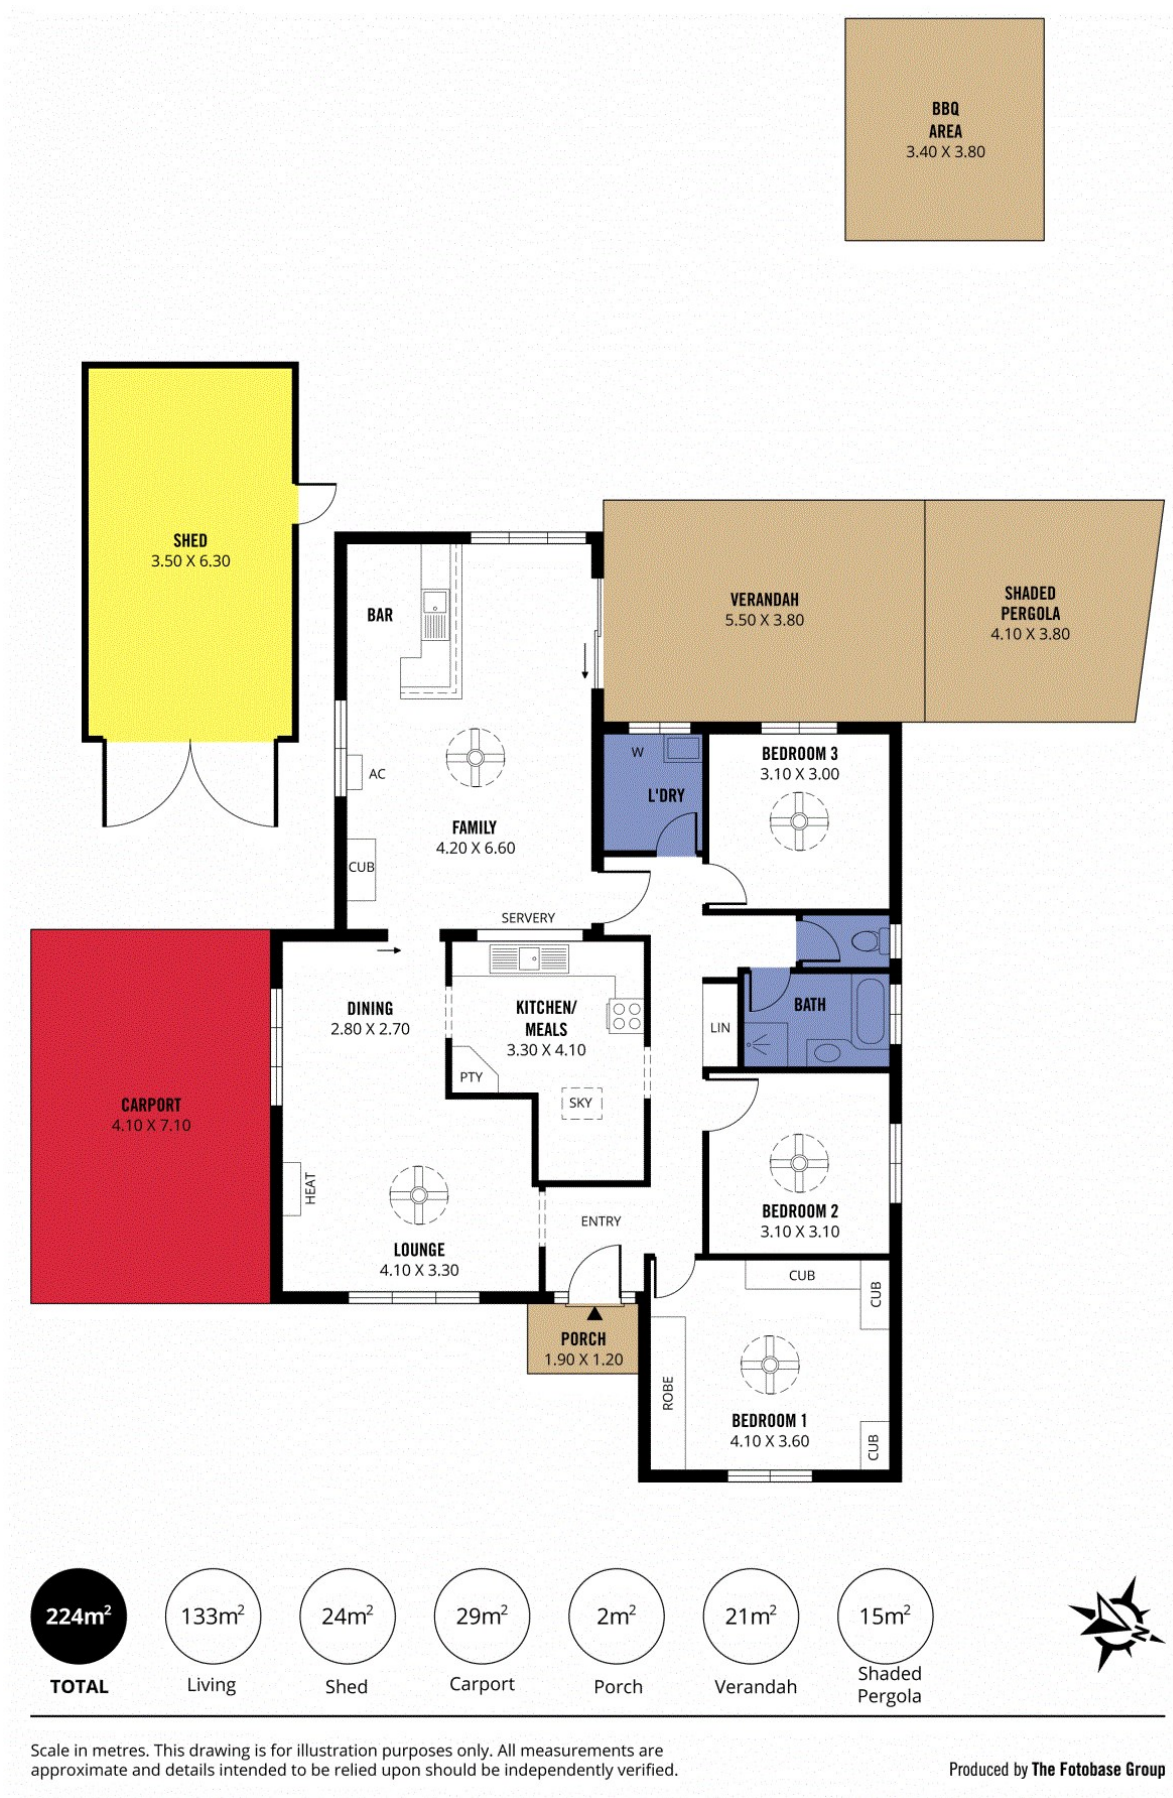 BBQ
AREA
3.40 X 3.80
SHED
3.50 X 6.30
BAR
VERANDAH
5.50 X 3.80
SHADED
PERGOLA
4.10 X 3.80
W
L'DRY
BEDROOM 3
3.10 X 3.00
AC
FAMILY
4.20 X 6.60
CUB
SERVERY
DINING
2.80 X 2.70
KITCHEN/
MEALS
3.30 X 4.10
LIN
BATH
PTY
SKY
CARPORT
4.10 X 7.10
HEAT
LOUNGE
4.10 X 3.30
ENTRY
BEDROOM 2
3.10 X 3.10
CUB
CUB
PORCH
1.90 X 1.20
ROBE
BEDROOM 1
4.10 X 3.60
CUB
224m²
TOTAL
133m²
Living
24m²
Shed
29m²
Carport
2m²
Porch
21m²
Verandah
15m²
Shaded
Pergola
N
Scale in metres. This drawing is for illustration purposes only. All measurements are
approximate and details intended to be relied upon should be independently verified.
Produced by The Fotobase Group